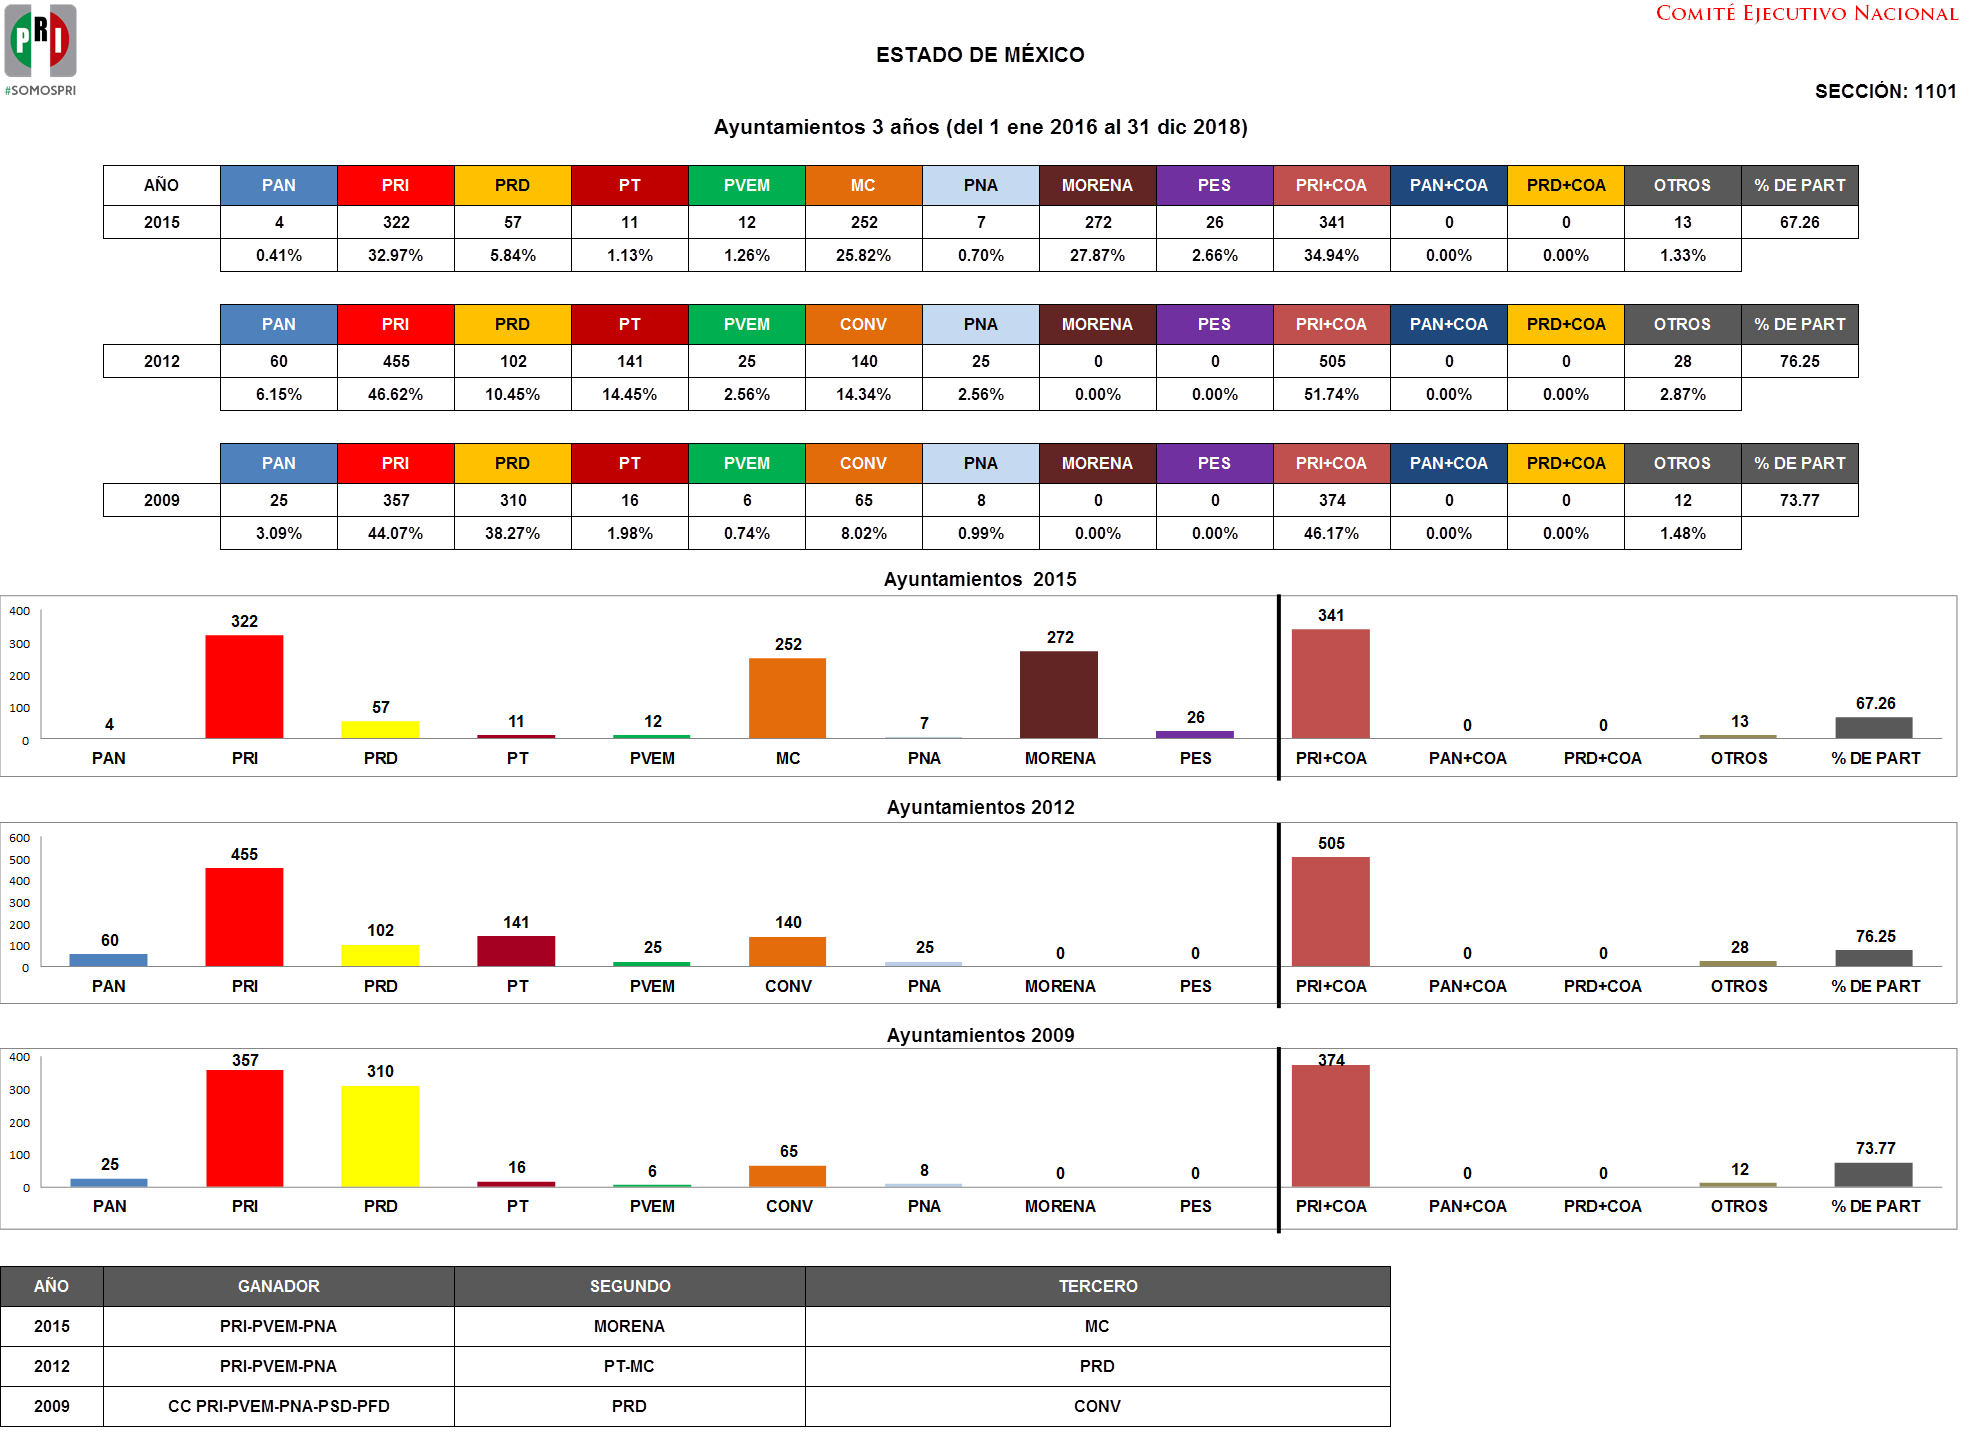 PRI
#SOMOSPRI
COMITÉ EJECUTIVO NACIONAL
ESTADO DE MÉXICO
SECCIÓN: 1101
Ayuntamientos 3 años (del 1 ene 2016 al 31 dic 2018)
AÑO PAN PRI PRD PT PVEM MC PNA MORENA PES PRI+COA PAN+COA PRD+COA OTROS % DE PART
2015 4 322 57 11 12 252 7 272 26 341 0 0 13 67.26
0.41% 32.97% 5.84% 1.13% 1.26% 25.82% 0.70% 27.87% 2.66% 34.94% 0.00% 0.00% 1.33%
PAN PRI PRD PT PVEM CONV PNA MORENA PES PRI+COA PAN+COA PRD+COA OTROS % DE PART
2012 60 455 102 141 25 140 25 0 0 505 0 0 28 76.25
6.15% 46.62% 10.45% 14.45% 2.56% 14.34% 2.56% 0.00% 0.00% 51.74% 0.00% 0.00% 2.87%
PAN PRI PRD PT PVEM CONV PNA MORENA PES PRI+COA PAN+COA PRD+COA OTROS % DE PART
2009 25 357 310 16 6 65 8 0 0 374 0 0 12 73.77
3.09% 44.07% 38.27% 1.98% 0.74% 8.02% 0.99% 0.00% 0.00% 46.17% 0.00% 0.00% 1.48%
Ayuntamientos 2015
400
300
200
100
0
4 322 57 11 12 252 7 272 26 341 0 0 13 67.26
PAN PRI PRD PT PVEM MC PNA MORENA PES PRI+COA PAN+COA PRD+COA OTROS % DE PART
Ayuntamientos 2012
600
500
400
300
200
100
0
60 455 102 141 25 140 25 0 0 505 0 0 28 76.25
PAN PRI PRD PT PVEM CONV PNA MORENA PES PRI+COA PAN+COA PRD+COA OTROS % DE PART
Ayuntamientos 2009
400
300
200
100
0
25 357 310 16 6 65 8 0 0 374 0 0 12 73.77
PAN PRI PRD PT PVEM CONV PNA MORENA PES PRI+COA PAN+COA PRD+COA OTROS % DE PART
AÑO GANADOR SEGUNDO TERCERO
2015 PRI-PVEM-PNA MORENA MC
2012 PRI-PVEM-PNA PT-MC PRD
2009 CC PRI-PVEM-PNA-PSD-PFD PRD CONV